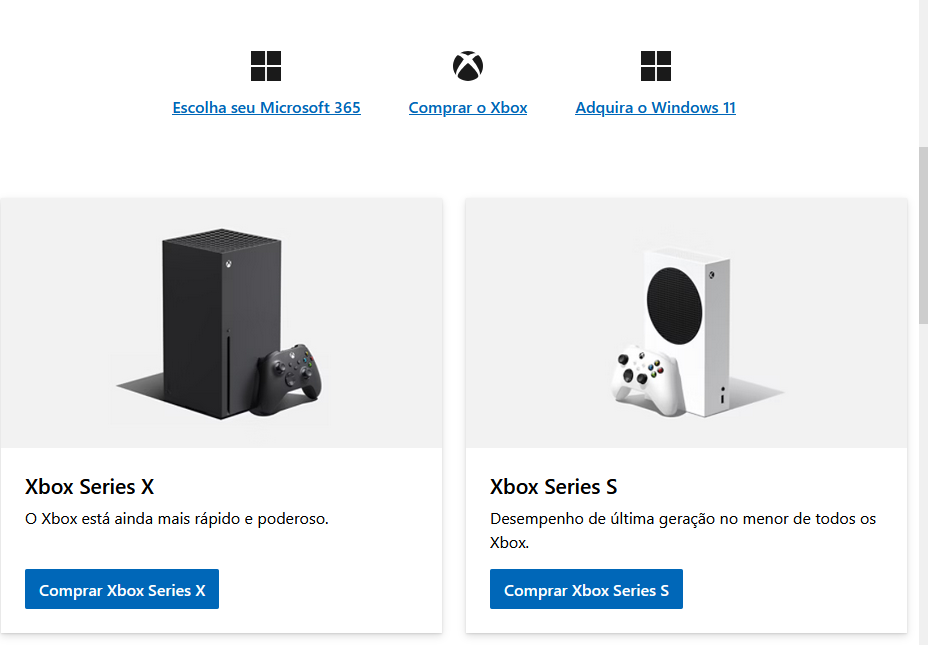 Escolha seu Microsoft 365
Comprar o Xbox
Adquira o Windows 11
Xbox Series X
O Xbox está ainda mais rápido e poderoso.
Comprar Xbox Series X
Xbox Series S
Desempenho de última geração no menor de todos os
Xbox.
Comprar Xbox Series S